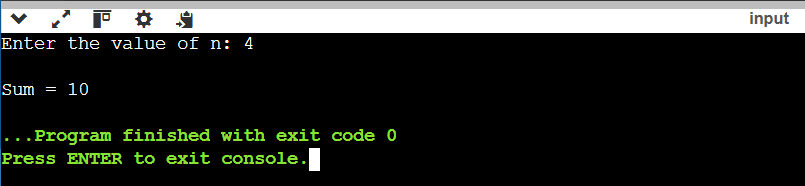 input
Enter the value of n: 4
Sum = 10
...Program finished with exit code 0
Press ENTER to exit console.